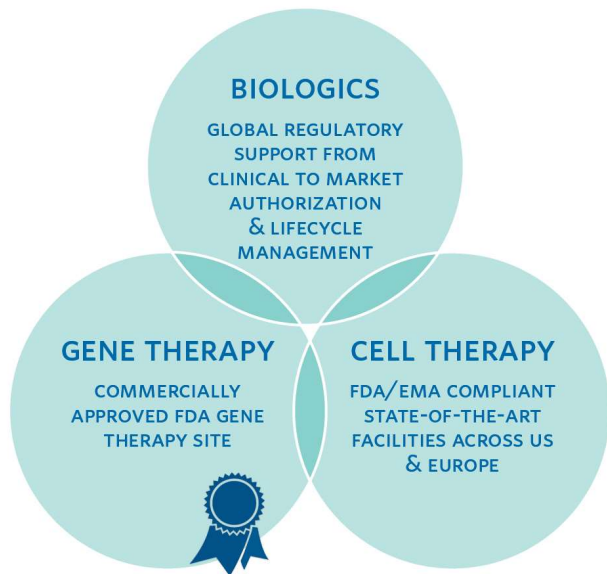 BIOLOGICS
GLOBAL REGULATORY
SUPPORT FROM
CLINICAL TO MARKET
AUTHORIZATION
& LIFECYCLE
MANAGEMENT
GENE THERAPY
COMMERCIALLY
APPROVED FDA GENE
THERAPY SITE
CELL THERAPY
FDA/EMA COMPLIANT
STATE-OF-THE-ART
FACILITIES ACROSS US
& EUROPE